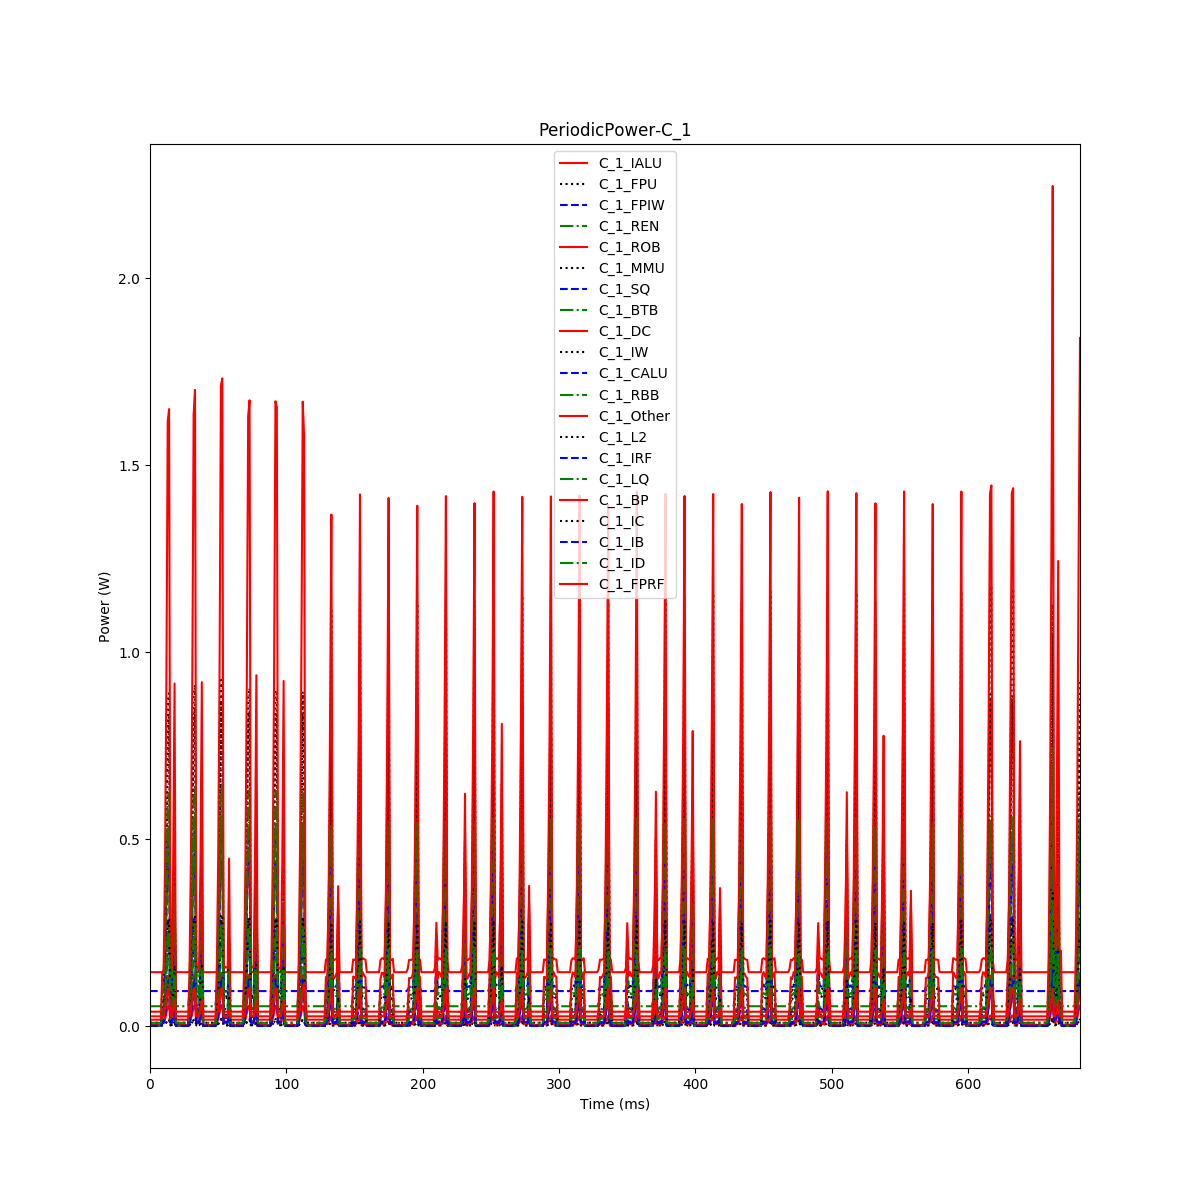 PeriodicPower-C_1
C_1_IALU
C_1_FPU
C_1_FPIW
C_1_REN
C_1_ROB
C_1_MMU
C_1_SQ
C_1_BTB
C_1_DC
C_1_IW
C_1_CALU
C_1_RBB
C_1_Other
C_1_L2
C_1_IRF
C_1_LQ
C_1_BP
C_1_IC
C_1_IB
C_1_ID
C_1_FPRF
Power (W)
2.0
1.5
1.0
0.5
0.0
0 100 200 300 400 500 600
Time (ms)